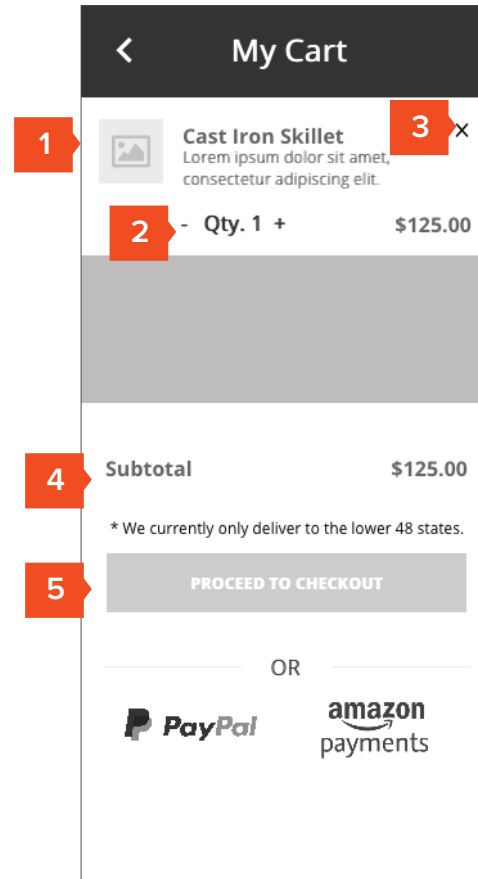 My Cart
1
3
Cast Iron Skillet
Lorem ipsum dolor sit amet,
consectetur adipiscing elit.
2
- Qty. 1 +
$125.00
4
Subtotal
$125.00
* We currently only deliver to the lower 48 states.
5
PROCEED TO CHECKOUT
OR
PayPal
amazon
payments